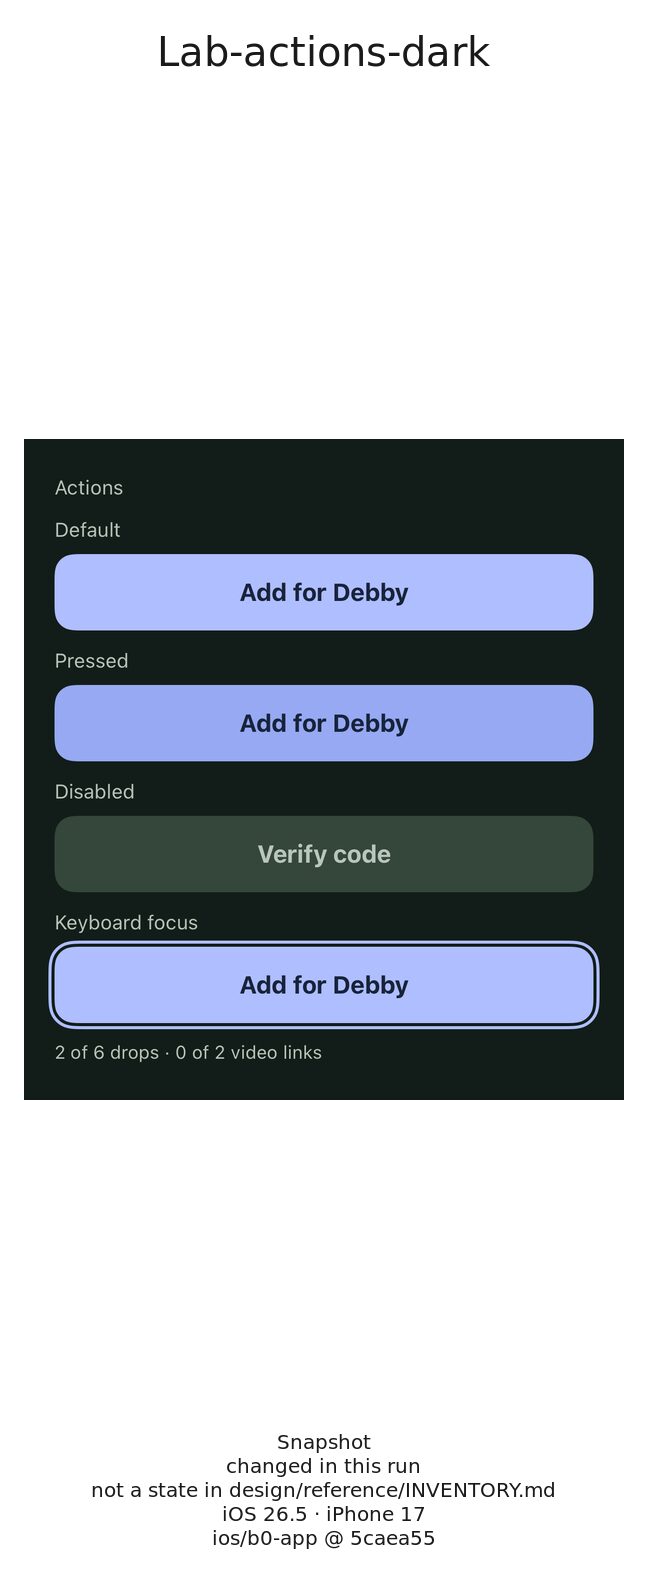 Lab-actions-dark
Actions
Default
Add for Debby
Pressed
Add for Debby
Disabled
Verify code
Keyboard focus
Add for Debby
2 of 6 drops · 0 of 2 video links
Snapshot
changed in this run
not a state in design/reference/INVENTORY.md
iOS 26.5 · iPhone 17
ios/b0-app @ 5caea55